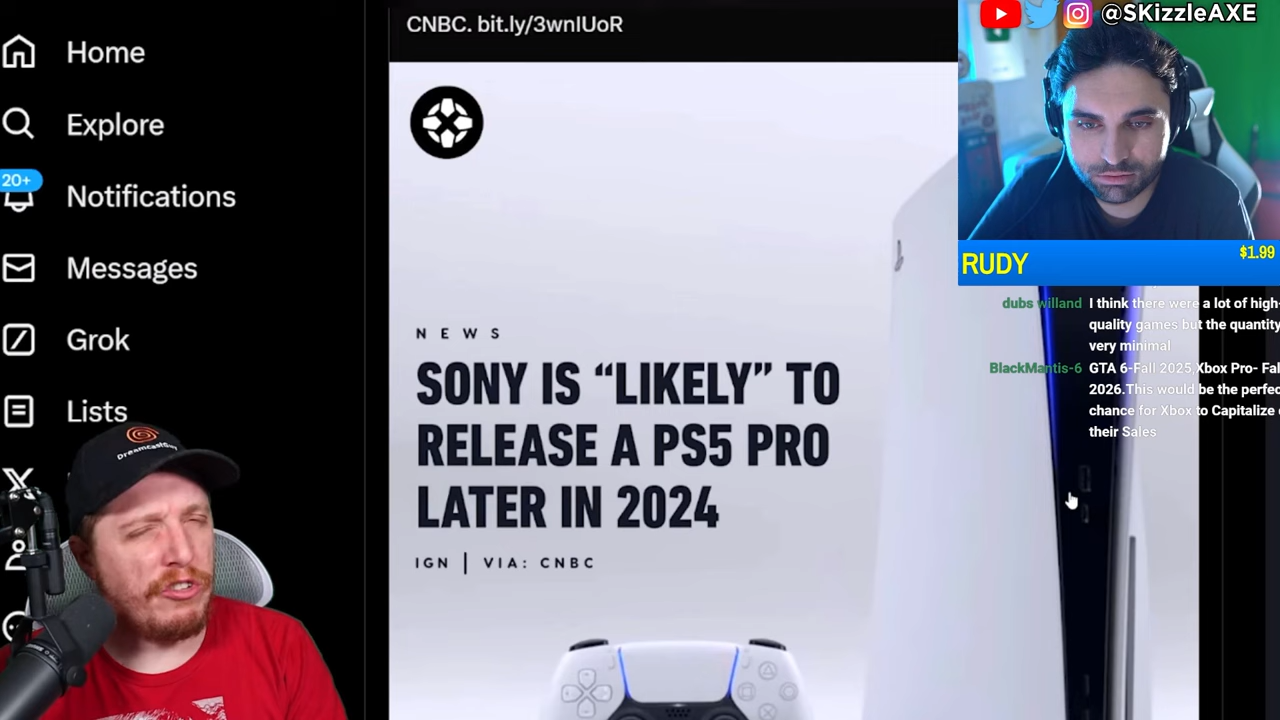 CNBC. bit.ly/3wnIUoR
@SKizzleAXE
Home
Explore
20+
Notifications
Messages
Grok
Lists
NEWS
SONY IS “LIKELY” TO
RELEASE A PS5 PRO
LATER IN 2024
IGN | VIA: CNBC
DreamcastGuy
RUDY
$1.99
dubs willand I think there were a lot of high-
quality games but the quantity
very minimal
BlackMantis-6 GTA 6-Fall 2025,Xbox Pro- Fal
2026.This would be the perfec
chance for Xbox to Capitalize
their Sales